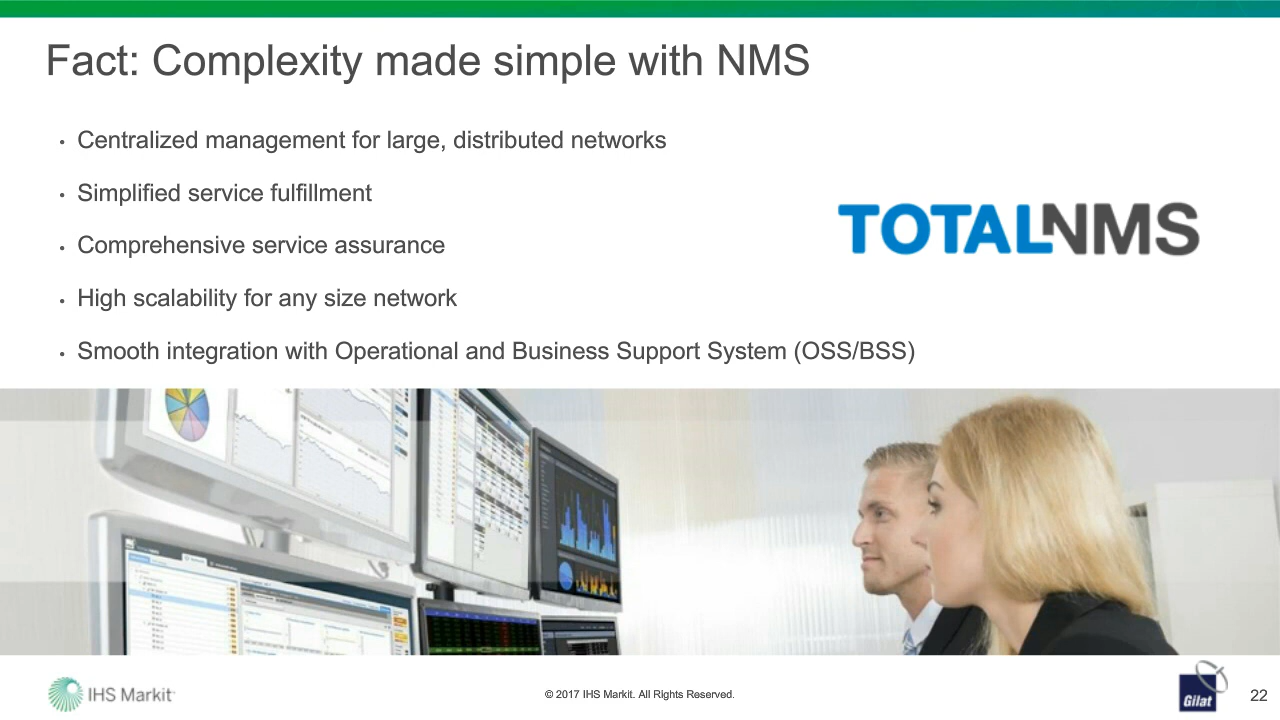 Fact: Complexity made simple with NMS
• Centralized management for large, distributed networks
• Simplified service fulfillment
• Comprehensive service assurance
• High scalability for any size network
• Smooth integration with Operational and Business Support System (OSS/BSS)
TOTALNMS
IHS Markit
© 2017 IHS Markit. All Rights Reserved.
Gilat
22